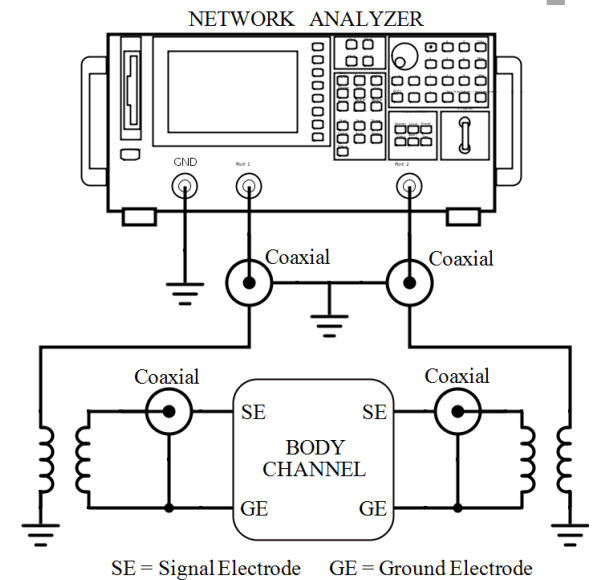 NETWORK ANALYZER
GND
Port 1
Port 2
Coaxial
Coaxial
Coaxial
Coaxial
SE
SE
BODY
CHANNEL
GE
GE
SE = Signal Electrode GE = Ground Electrode